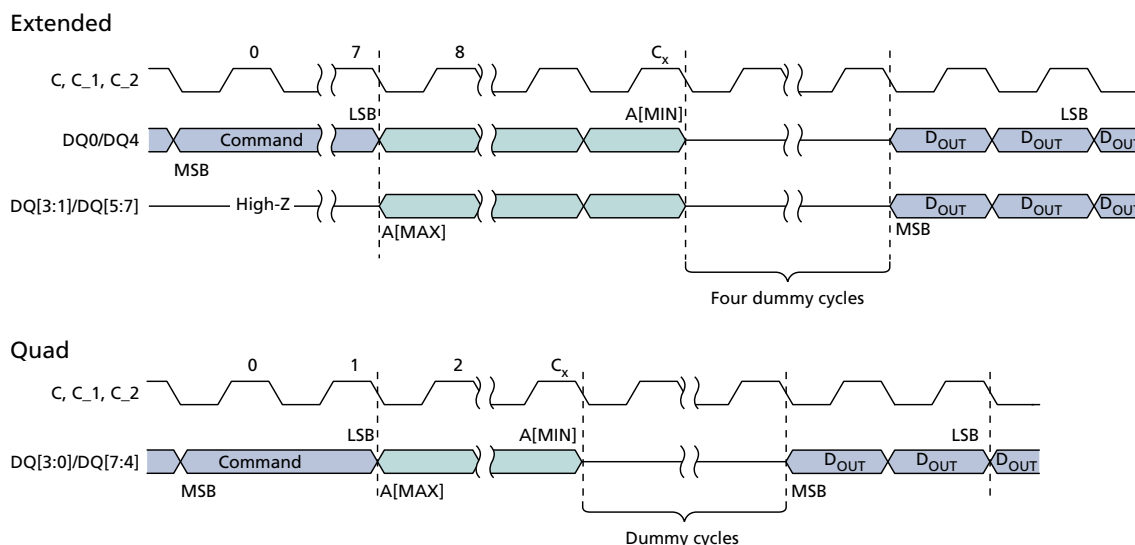 Extended
0 7 8 Cx
C, C_1, C_2
LSB A[MIN] LSB
DQ0/DQ4 Command DOUT DOUT DOUT
MSB
DQ[3:1]/DQ[5:7] High-Z DOUT DOUT DOUT
A[MAX] MSB
Four dummy cycles
Quad
0 1 2 Cx
C, C_1, C_2
LSB A[MIN] LSB
DQ[3:0]/DQ[7:4] Command DOUT DOUT DOUT
MSB A[MAX] MSB
Dummy cycles